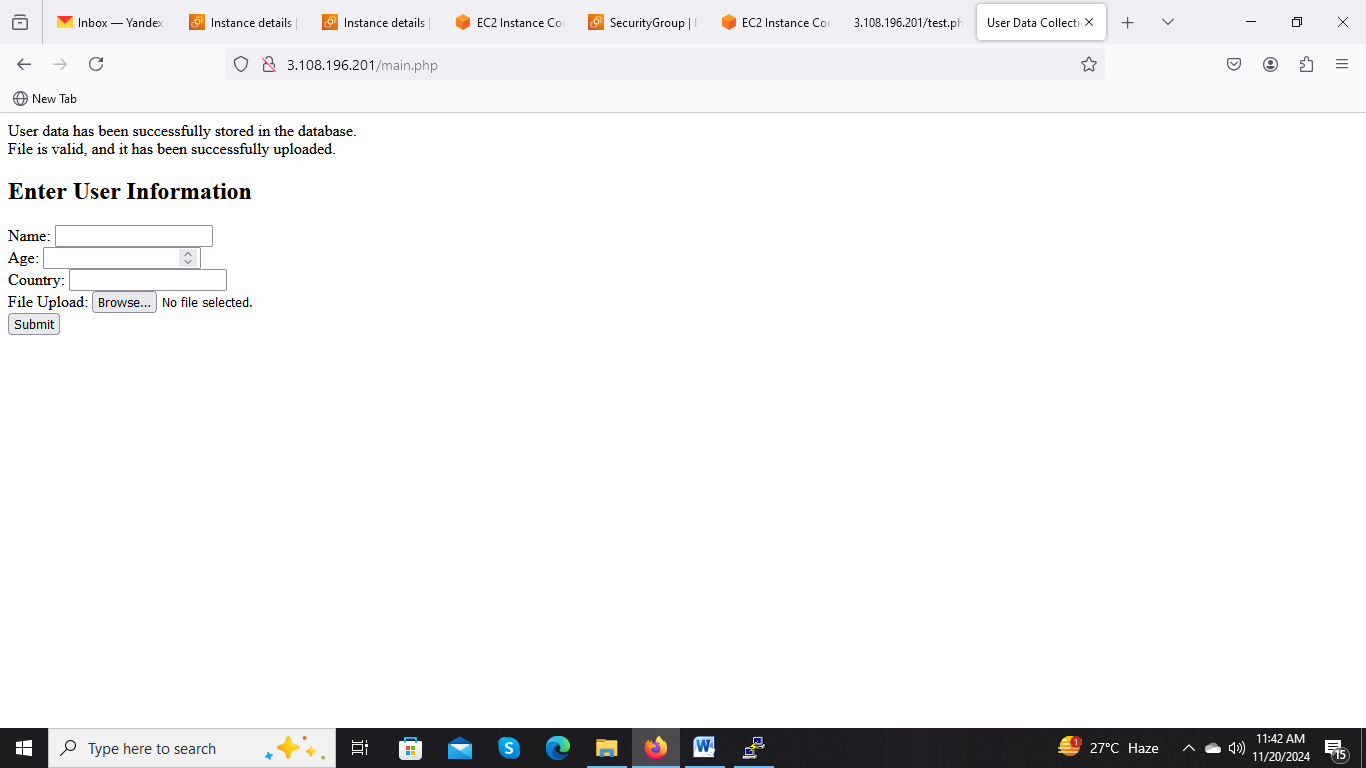 Inbox — Yandex
Instance details |
Instance details |
EC2 Instance Co
SecurityGroup | E
EC2 Instance Co
3.108.196.201/test.ph
User Data Collecti
3.108.196.201/main.php
New Tab
User data has been successfully stored in the database.
File is valid, and it has been successfully uploaded.
Enter User Information
Name:
Age:
Country:
File Upload: Browse... No file selected.
Submit
Type here to search
1
27°C Haze
11:42 AM
11/20/2024
15